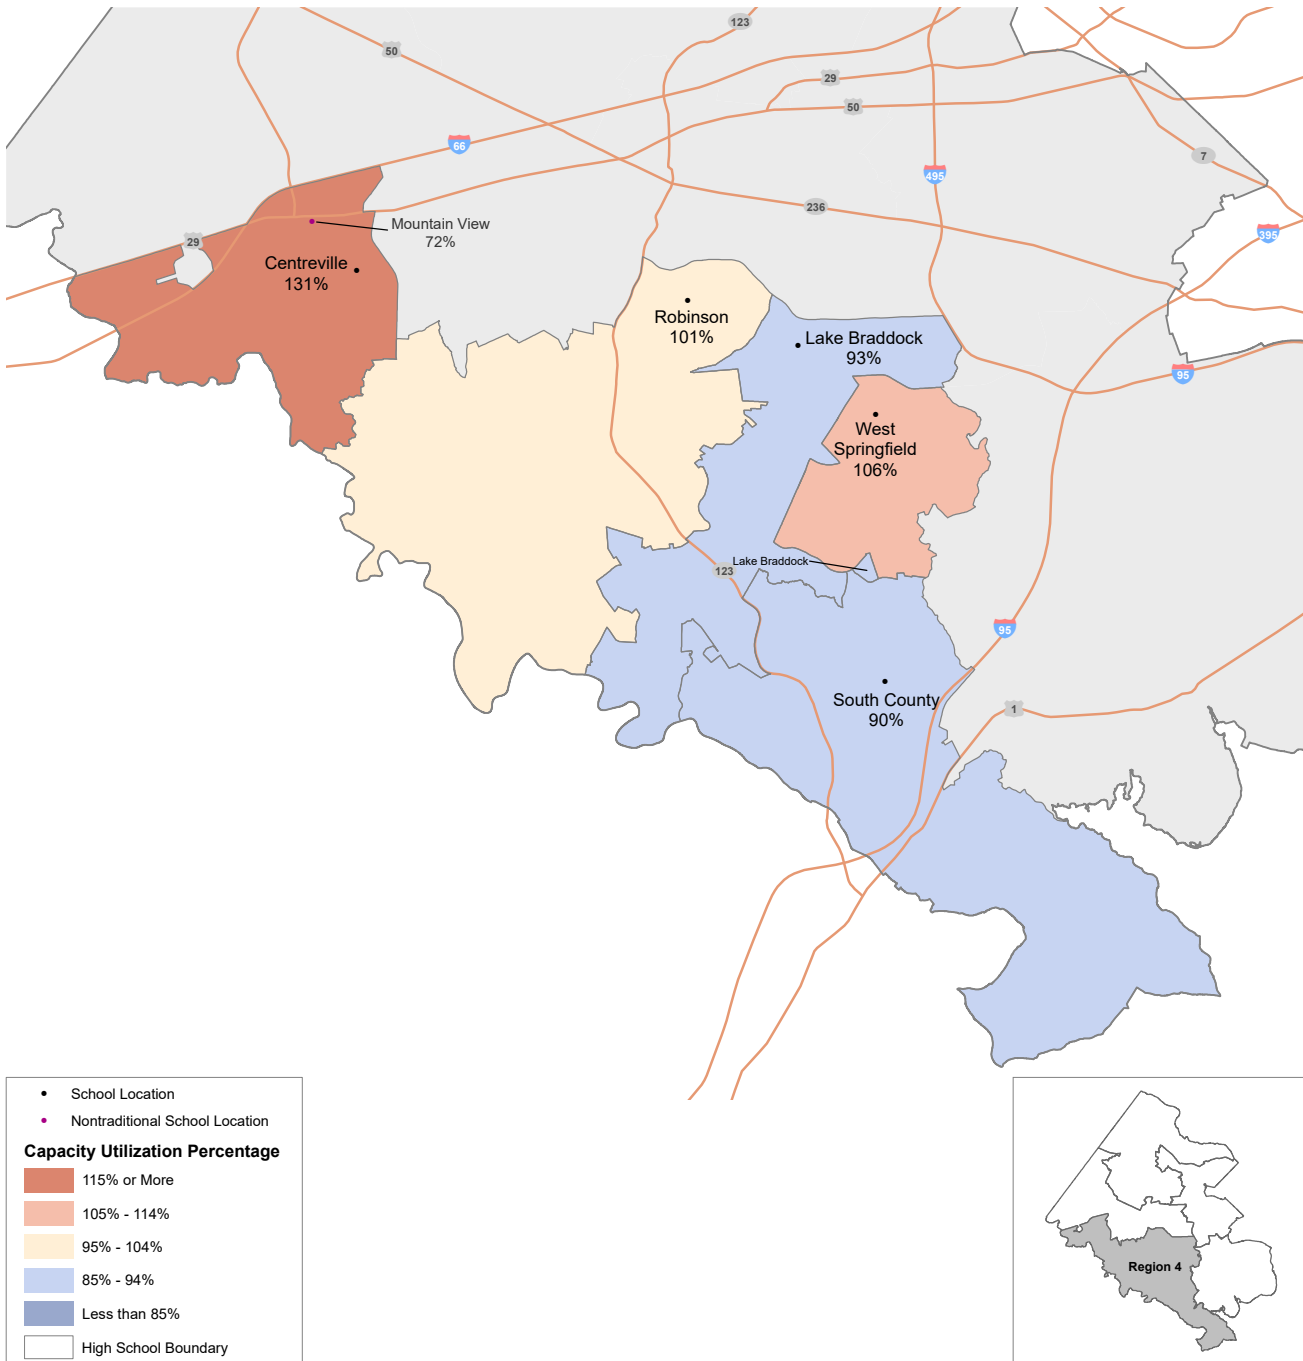 123
50
29
50
66
7
495
236
395
Mountain View
72%
29
Centreville
131%
Robinson
101%
Lake Braddock
93%
95
West
Springfield
106%
Lake Braddock
123
95
South County
90%
1
School Location
Nontraditional School Location
Capacity Utilization Percentage
115% or More
105% - 114%
95% - 104%
85% - 94%
Less than 85%
High School Boundary
Region 4